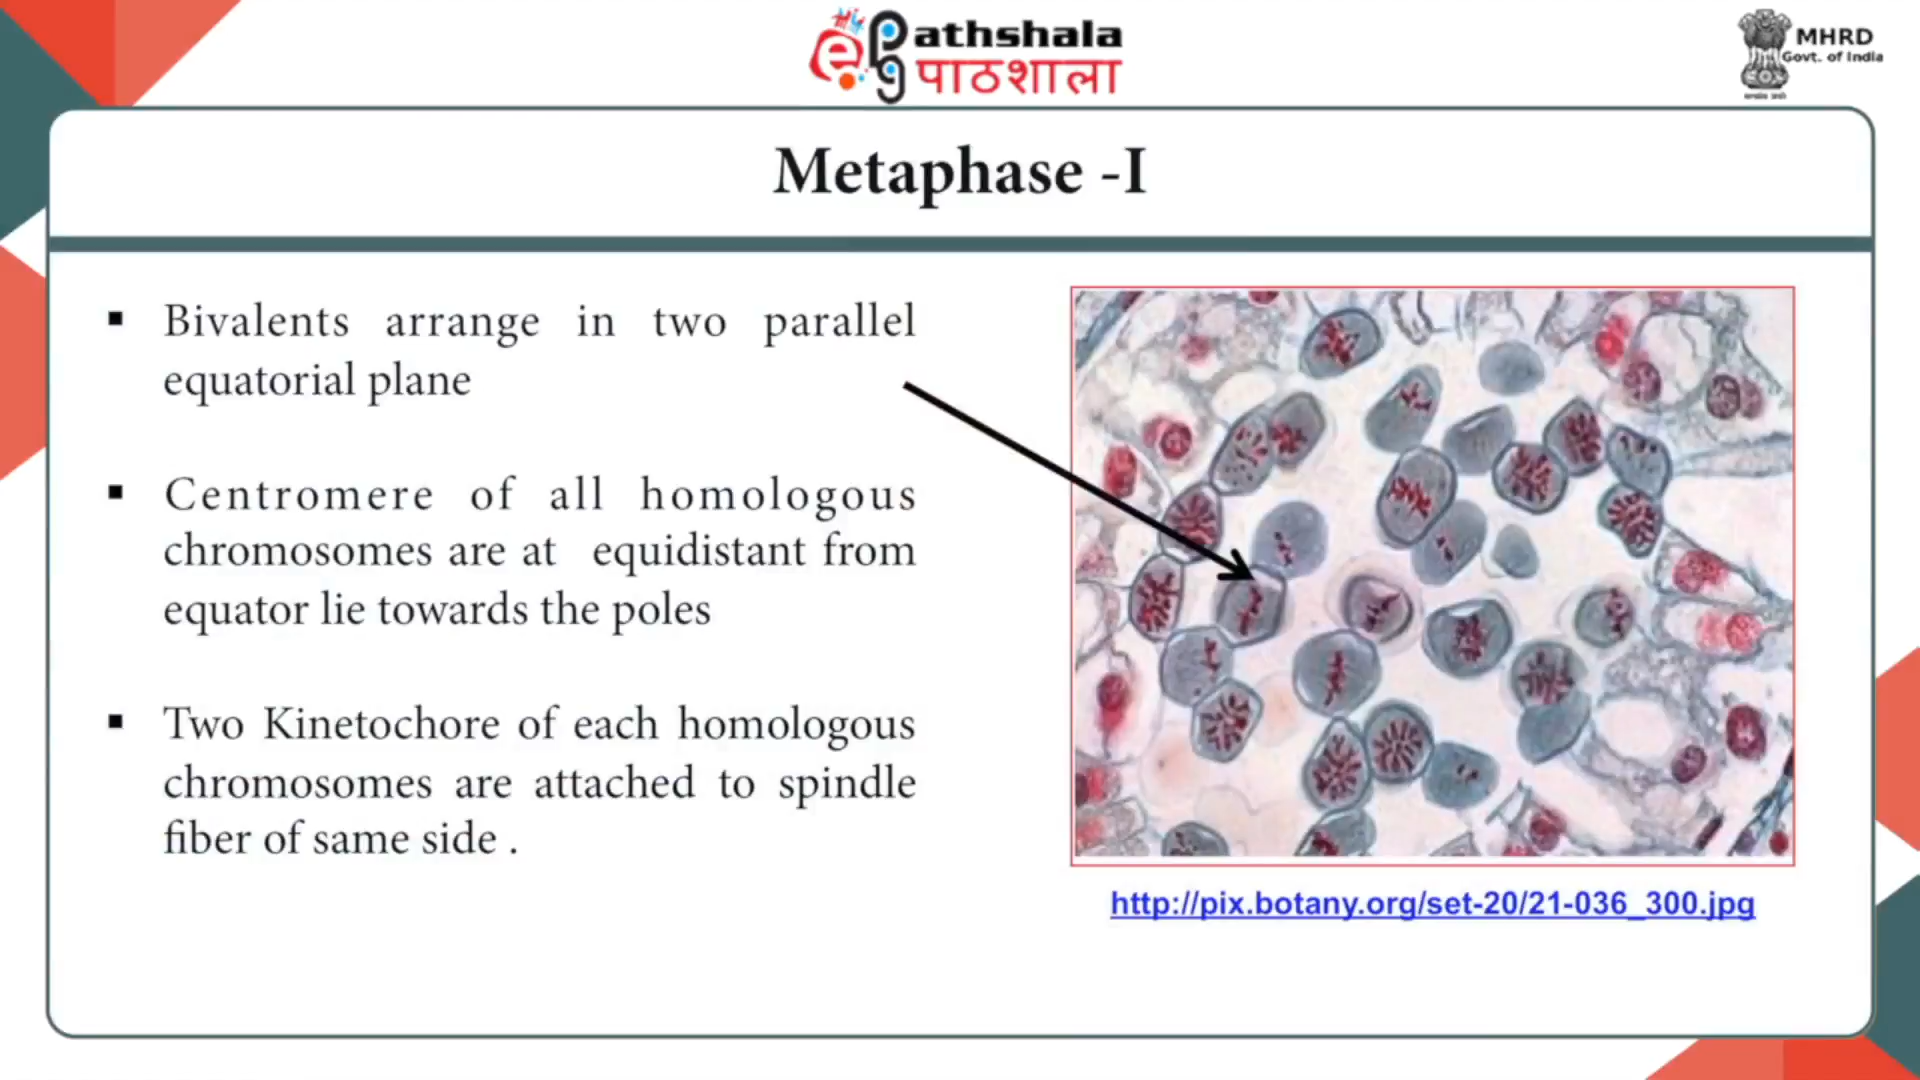 epg Pathshala
पाठशाला
MHRD
Govt. of India
Metaphase -I
▪ Bivalents arrange in two parallel
equatorial plane
▪ Centromere of all homologous
chromosomes are at equidistant from
equator lie towards the poles
▪ Two Kinetochore of each homologous
chromosomes are attached to spindle
fiber of same side .
http://pix.botany.org/set-20/21-036_300.jpg